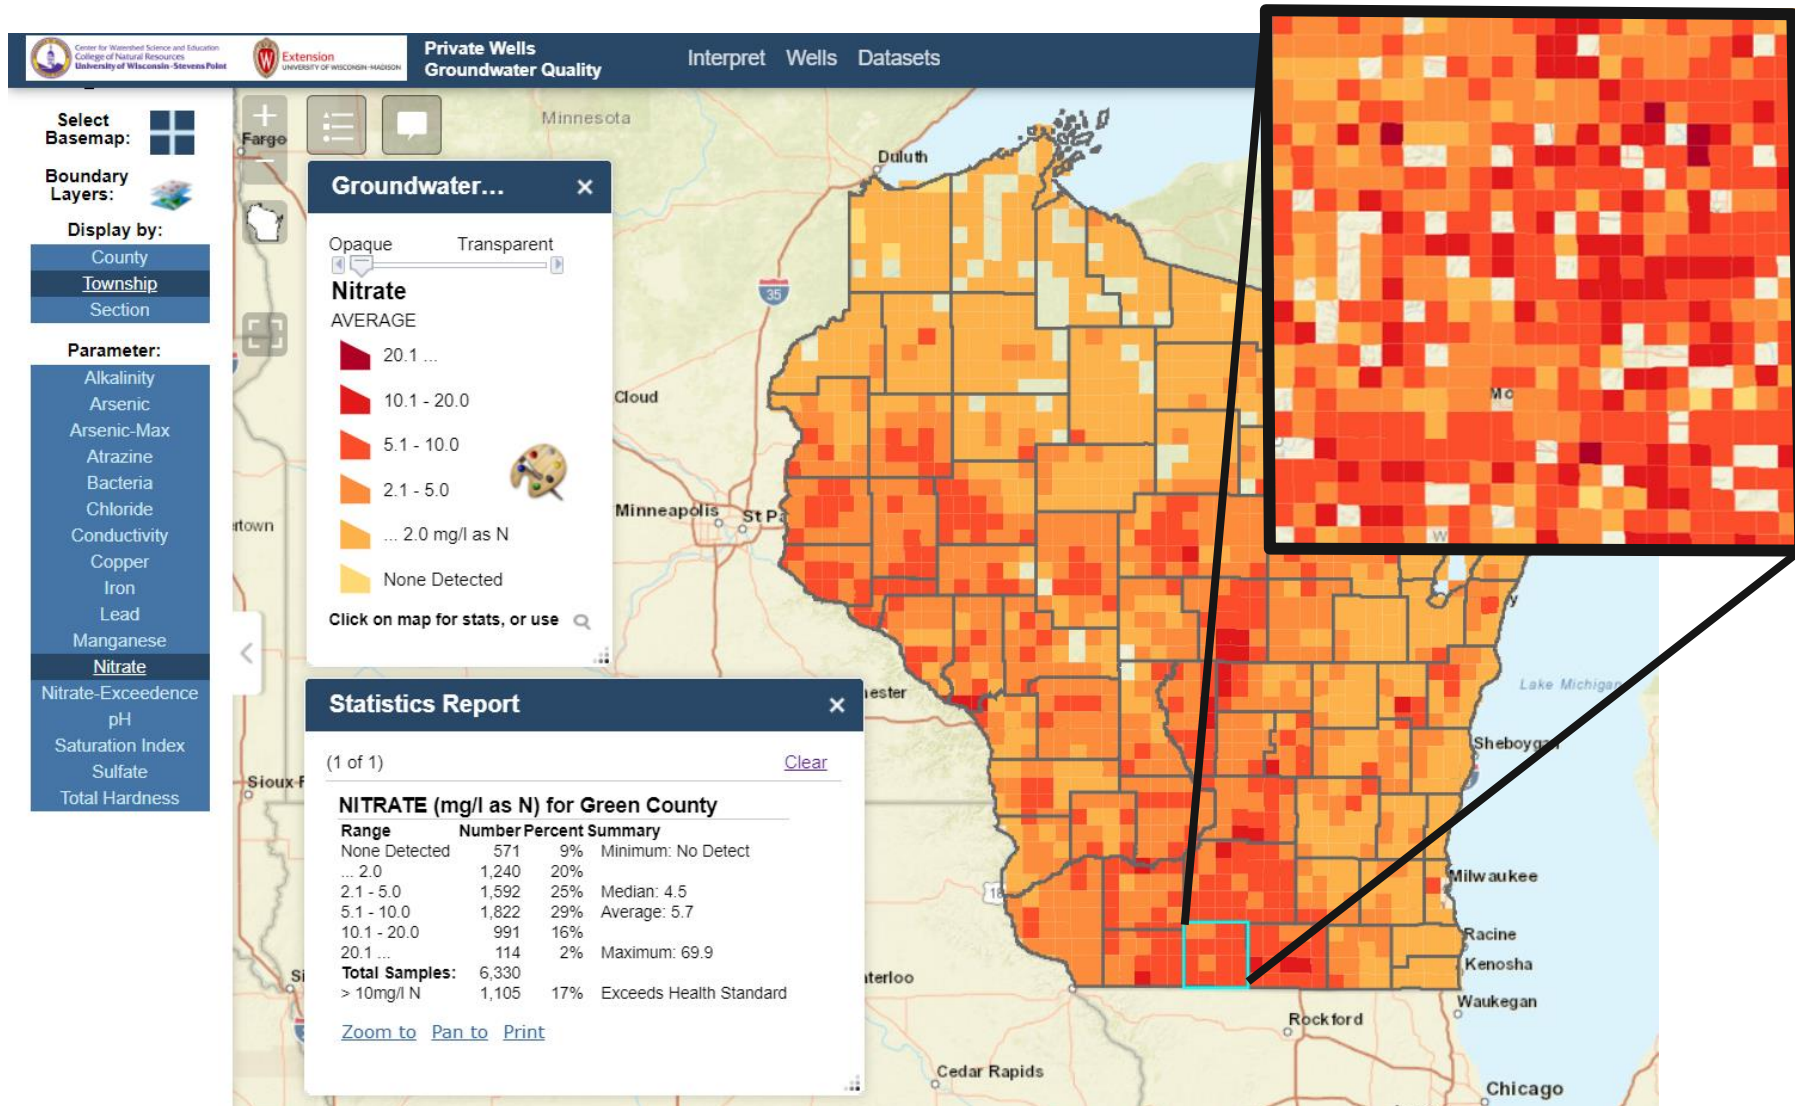 Center for Watershed Science and Education
College of Natural Resources
University of Wisconsin-Stevens Point
Extension
UNIVERSITY OF WISCONSIN-MADISON
Private Wells
Groundwater Quality
Interpret Wells Datasets
Select
Basemap:
Boundary
Layers:
Display by:
County
Township
Section
Parameter:
Alkalinity
Arsenic
Arsenic-Max
Atrazine
Bacteria
Chloride
Conductivity
Copper
Iron
Lead
Manganese
Nitrate
Nitrate-Exceedence
pH
Saturation Index
Sulfate
Total Hardness
Groundwater...
Opaque Transparent
Nitrate
AVERAGE
20.1 ...
10.1 - 20.0
5.1 - 10.0
2.1 - 5.0
... 2.0 mg/l as N
None Detected
Click on map for stats, or use
Statistics Report
(1 of 1) Clear
NITRATE (mg/l as N) for Green County
Range Number Percent Summary
None Detected 571 9% Minimum: No Detect
... 2.0 1,240 20%
2.1 - 5.0 1,592 25% Median: 4.5
5.1 - 10.0 1,822 29% Average: 5.7
10.1 - 20.0 991 16%
20.1 ... 114 2% Maximum: 69.9
Total Samples: 6,330
> 10mg/l N 1,105 17% Exceeds Health Standard
Zoom to Pan to Print
Fargo
Minnesota
Duluth
35
Cloud
Minneapolis
St P
rtown
hester
Sioux F
Si
18
terloo
Cedar Rapids
Rockford
Lake Michigan
Sheboygan
Milwaukee
Racine
Kenosha
Waukegan
Chicago
Mo
W
y